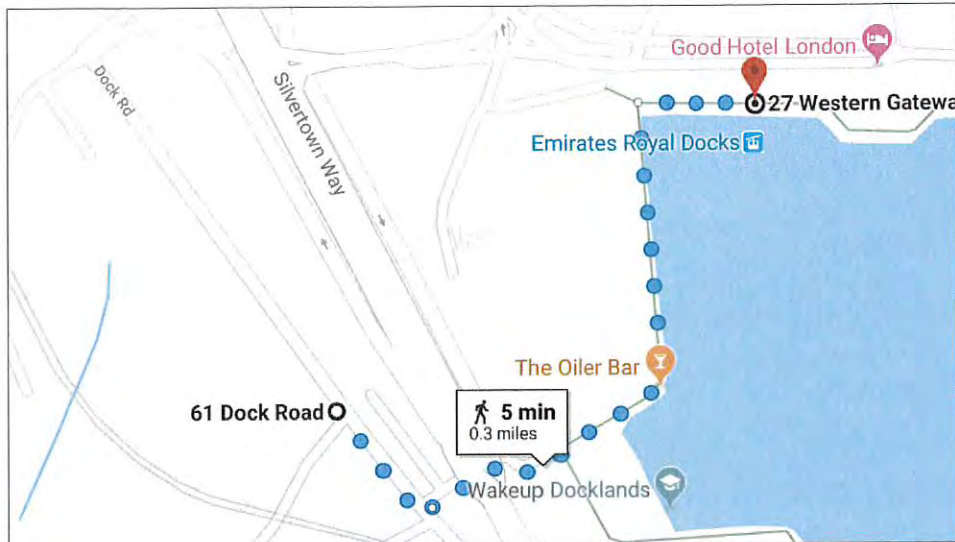 Good Hotel London
Dock Rd
Silvertown Way
27 Western Gatewa
Emirates Royal Docks
The Oiler Bar
61 Dock Road
5 min
0.3 miles
Wakeup Docklands